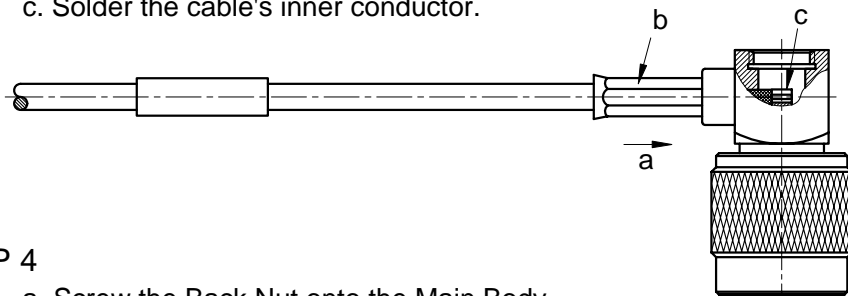 c. Solder the cable's inner conductor.
b
c
a
P 4
a. Screw the Back Nut onto the Main Body